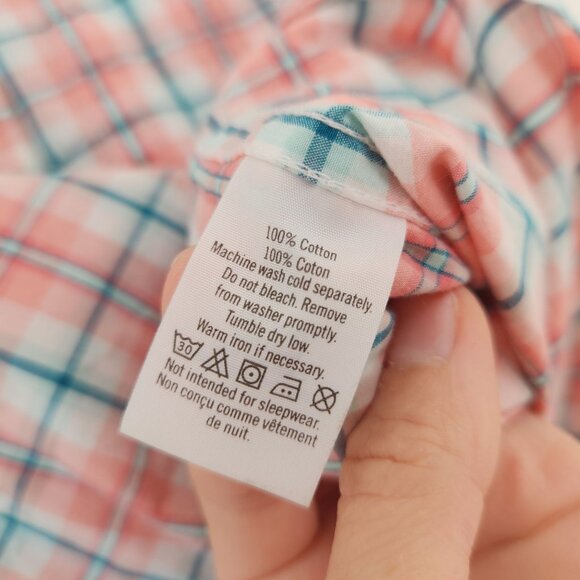 100% Cotton
100% Coton
Machine wash cold separately.
Do not bleach. Remove
from washer promptly.
Tumble dry low.
Warm iron if necessary.
30
Not intended for sleepwear.
Non conçu comme vêtement
de nuit.